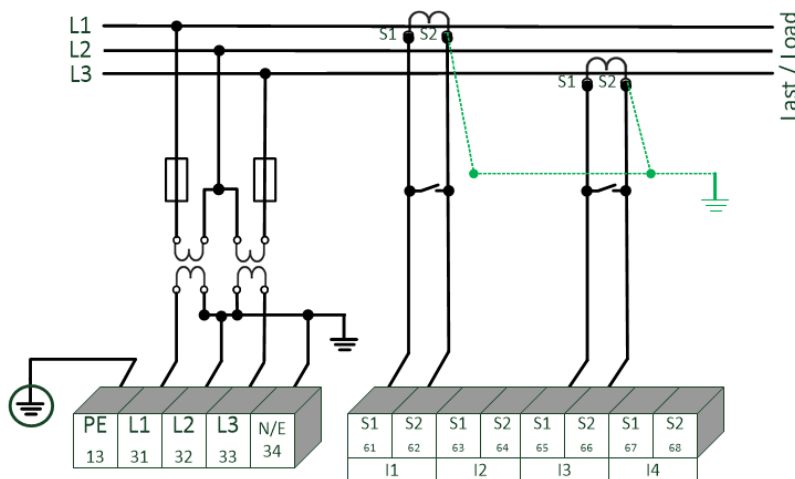 L1
L2
L3
S1 S2
S1 S2
Last / Load
PE L1 L2 L3 N/E
13 31 32 33 34
S1 S2 S1 S2 S1 S2 S1 S2
61 62 63 64 65 66 67 68
I1 I2 I3 I4